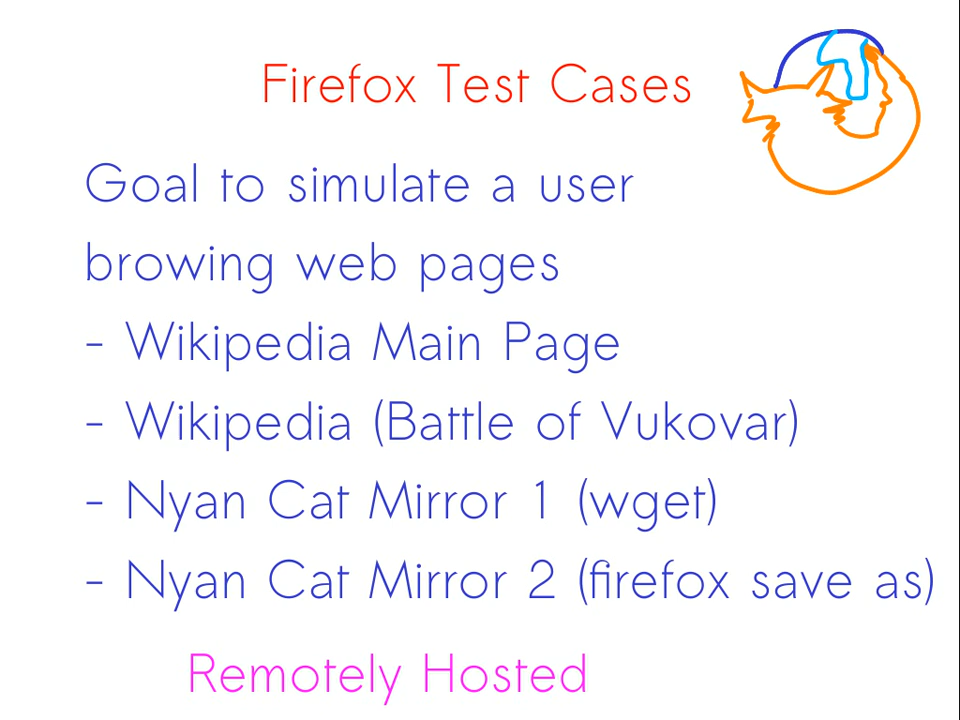 Firefox Test Cases
Goal to simulate a user
browing web pages
- Wikipedia Main Page
- Wikipedia (Battle of Vukovar)
- Nyan Cat Mirror 1 (wget)
- Nyan Cat Mirror 2 (firefox save as)
Remotely Hosted